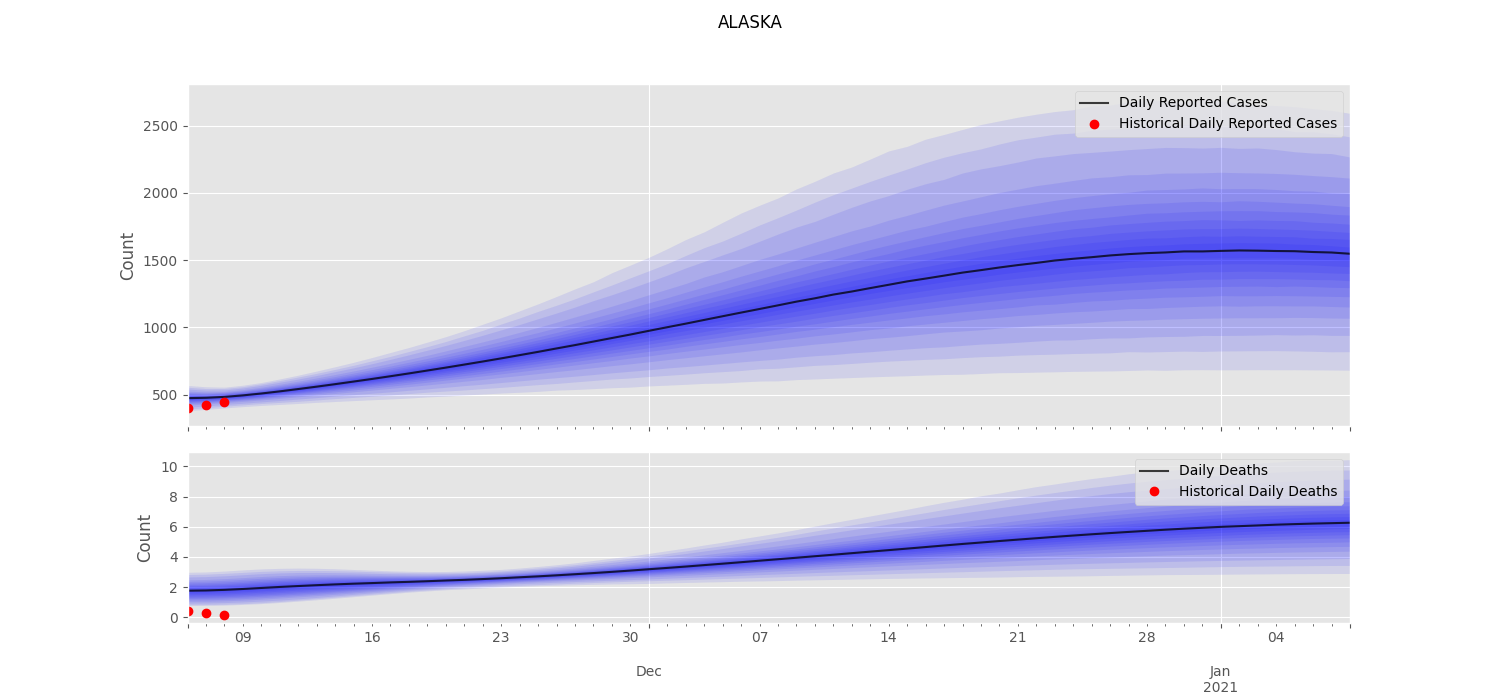 ALASKA
Count
2500
2000
1500
1000
500
Daily Reported Cases
Historical Daily Reported Cases
Count
10
8
6
4
2
0
Daily Deaths
Historical Daily Deaths
09 16 23 30 07 14 21 28 04
Dec Jan
2021